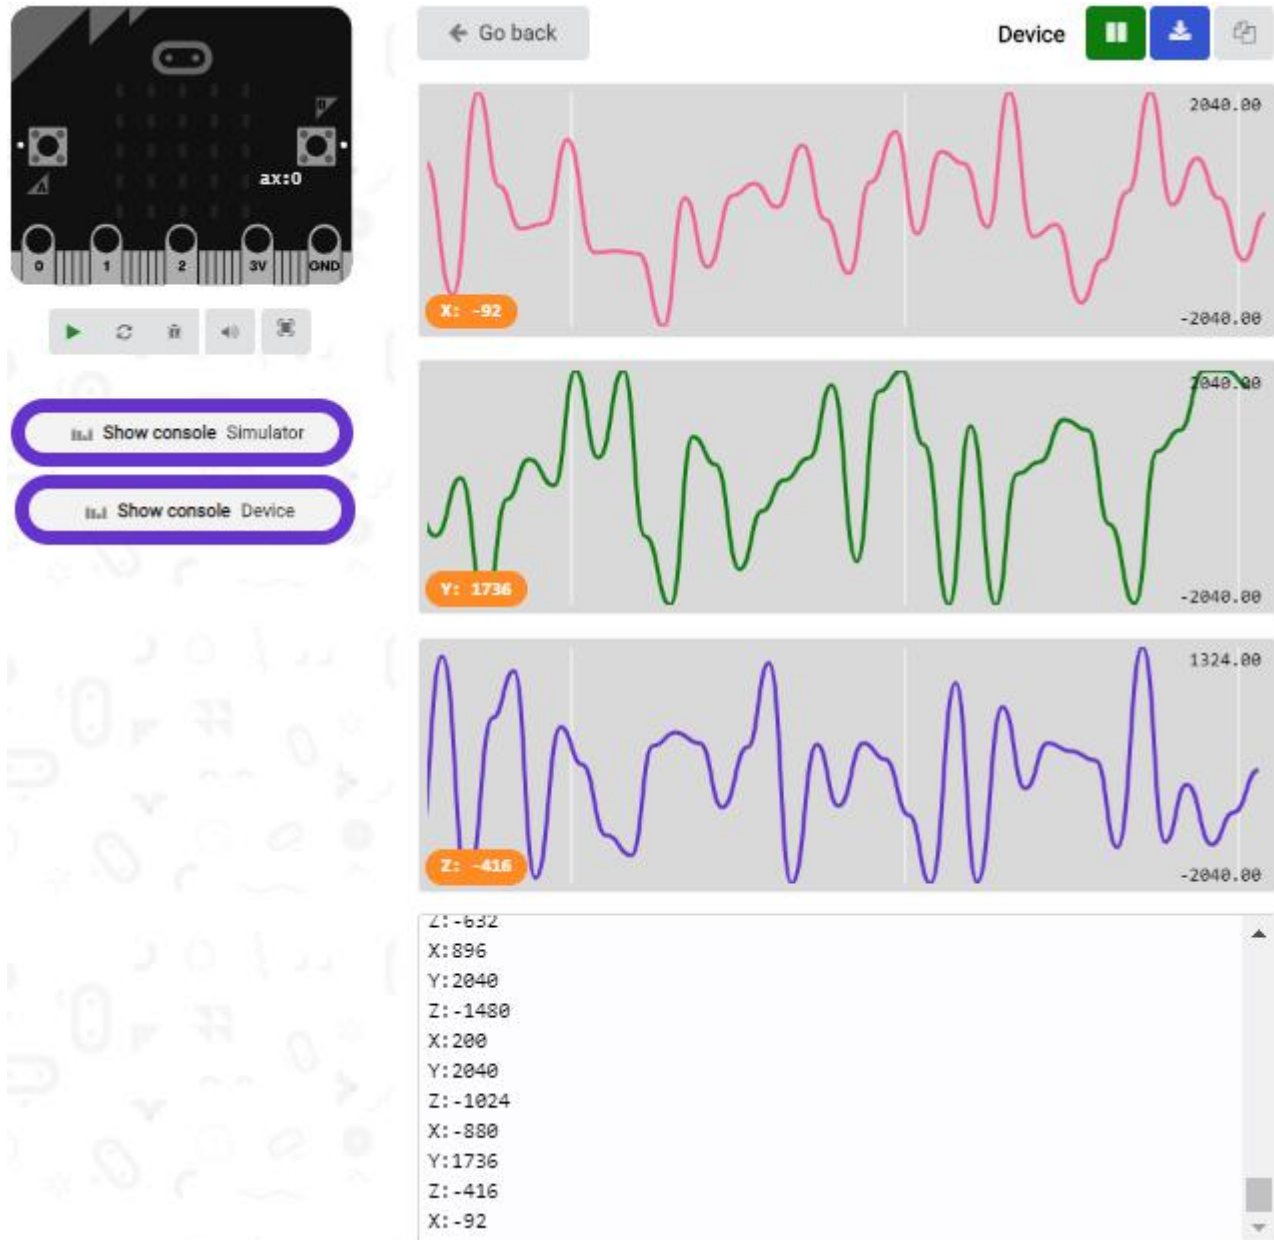 Go back
Device
ax:0
0 1 2 3V GND
Show console Simulator
Show console Device
2040.00
X: -92
-2040.00
2040.00
Y: 1736
-2040.00
1324.00
Z: -416
-2040.00
Z:-632
X:896
Y:2040
Z:-1480
X:200
Y:2040
Z:-1024
X:-880
Y:1736
Z:-416
X:-92